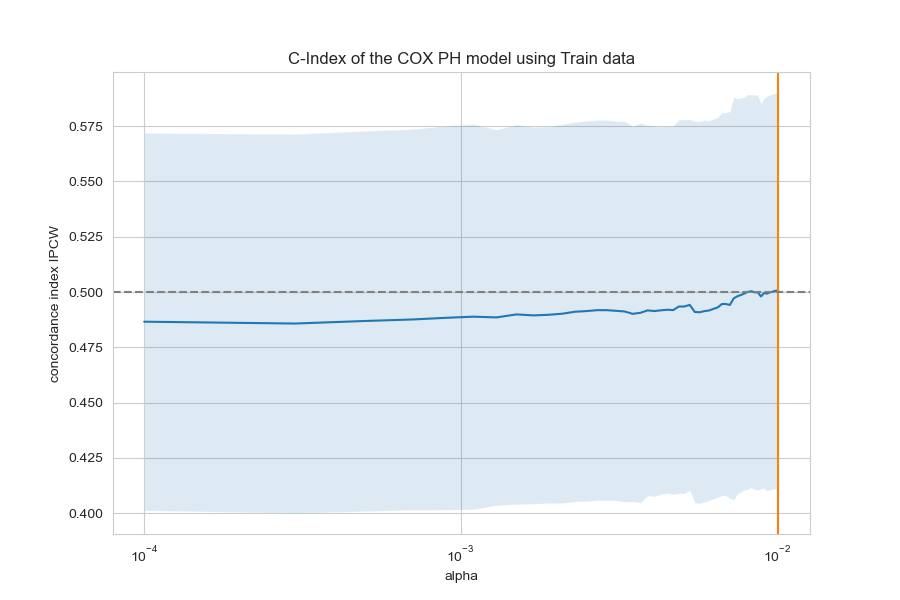 C-Index of the COX PH model using Train data
concordance index IPCW
0.575
0.550
0.525
0.500
0.475
0.450
0.425
0.400
10⁻⁴ 10⁻³ 10⁻²
alpha